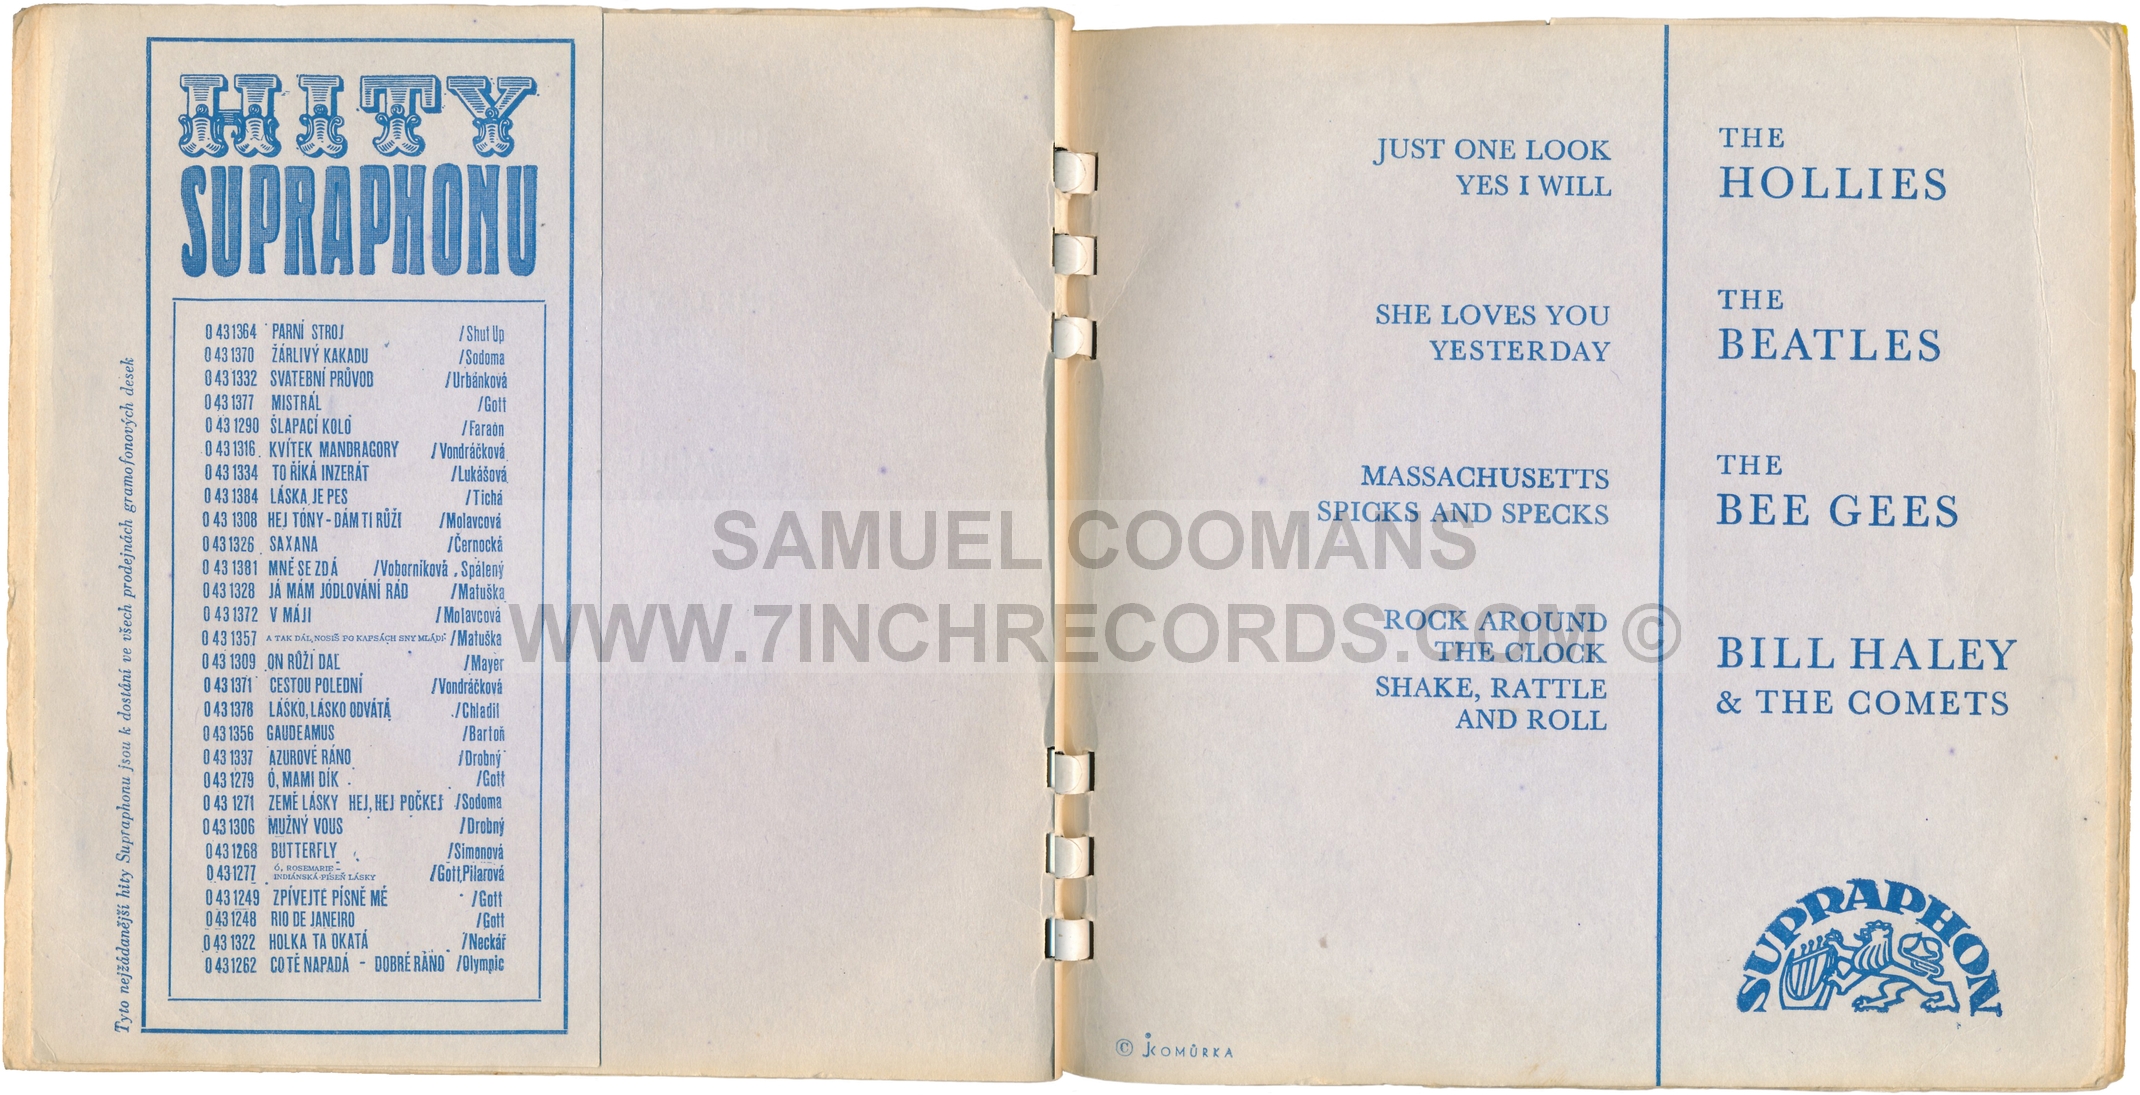 HITY
SUPRAPHONU
0 431364 PARNÍ STROJ /Shut Up
0 431370 ŽÁRLIVÝ KAKADU /Sodoma
0 431332 SVATEBNÍ PRŮVOD /Urbánková
0 431377 MISTRÁL /Gott
0 431290 ŠLAPACÍ KOLO /Faraón
0 431316 KVÍTEK MANDRAGORY /Vondráčková
0 431334 TO ŘÍKÁ INZERÁT /Lukášová
0 431384 LÁSKA JE PES /Tichá
0 431308 HEJ TÓNY - DÁM TI RŮŽI /Molavcová
0 431326 SAXANA /Černocká
0 431381 MNĚ SE ZDÁ /Voborníková, Spálený
0 431328 JÁ MÁM JÓDLOVÁNÍ RÁD /Matuška
0 431372 V MÁJI /Molavcová
0 431357 A TAK DÁL, NOSÍŠ PO KAPSÁCH SNY MLÁDÍ /Matuška
0 431309 ON RŮŽI DAL /Mayer
0 431371 CESTOU POLEDNÍ /Vondráčková
0 431378 LÁSKO, LÁSKO ODVÁTÁ /Chladil
0 431356 GAUDEAMUS /Bartoň
0 431337 AZUROVÉ RÁNO /Drobný
0 431279 Ó, MAMI DÍK /Gott
0 431271 ZEMĚ LÁSKY HEJ, HEJ POČKEJ /Sodoma
0 431306 MUŽNÝ VOUS /Drobný
0 431268 BUTTERFLY /Simonová
0 431277 Ó, ROSEMARIE - INDIÁNSKÁ PÍSEŇ LÁSKY /Gott, Pilarová
0 431249 ZPÍVEJTE PÍSNĚ MÉ /Gott
0 431248 RIO DE JANEIRO /Gott
0 431322 HOLKA TA OKATÁ /Neckář
0 431262 CO TĚ NAPADÁ - DOBRÉ RÁNO /Olympic
Tyto nejžádanější hity Supraphonu jsou k dostání ve všech prodejnách gramofonových desek
JUST ONE LOOK
YES I WILL
THE
HOLLIES
SHE LOVES YOU
YESTERDAY
THE
BEATLES
MASSACHUSETTS
SPICKS AND SPECKS
THE
BEE GEES
ROCK AROUND
THE CLOCK
SHAKE, RATTLE
AND ROLL
BILL HALEY
& THE COMETS
SUPRAPHON
© jKOMŮRKA
SAMUEL COOMANS
WWW.7INCHRECORDS.COM ©